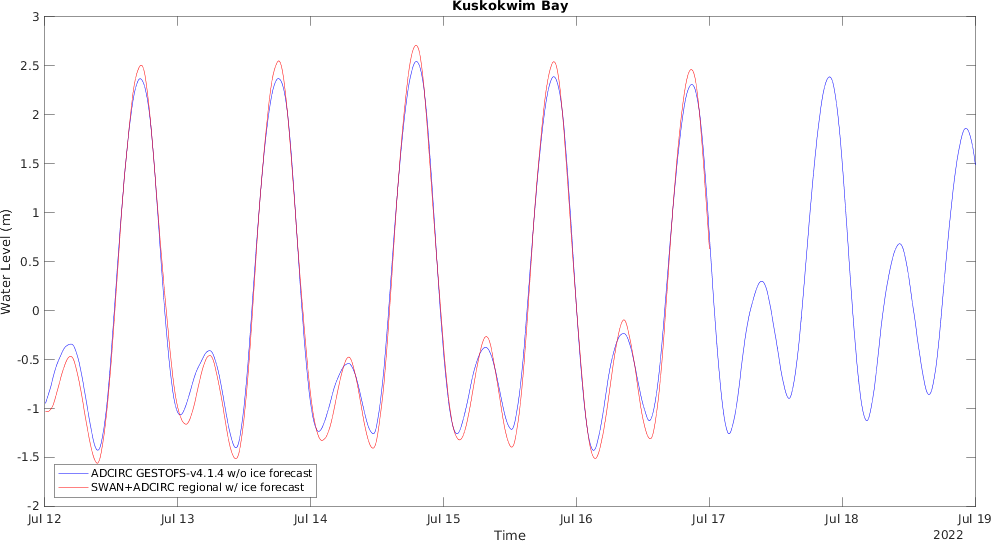 Kuskokwim Bay
3
2.5
2
1.5
1
0.5
0
-0.5
-1
-1.5
-2
Water Level (m)
ADCIRC GESTOFS-v4.1.4 w/o ice forecast
SWAN+ADCIRC regional w/ ice forecast
Jul 12 Jul 13 Jul 14 Jul 15 Jul 16 Jul 17 Jul 18 Jul 19
Time
2022